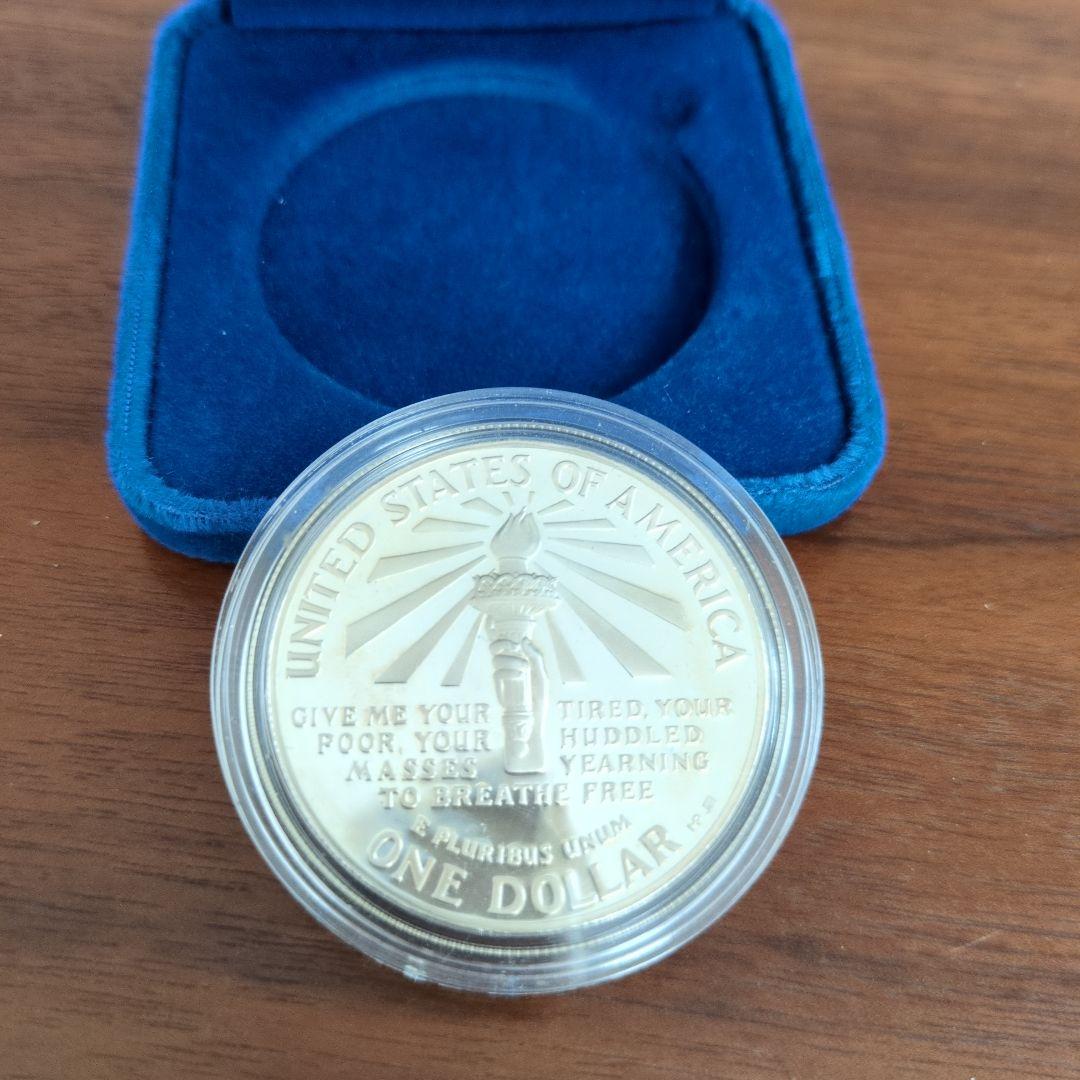 UNITED STATES OF AMERICA
GIVE ME YOUR TIRED, YOUR
POOR, YOUR HUDDLED
MASSES YEARNING
TO BREATHE FREE
E PLURIBUS UNUM
ONE DOLLAR